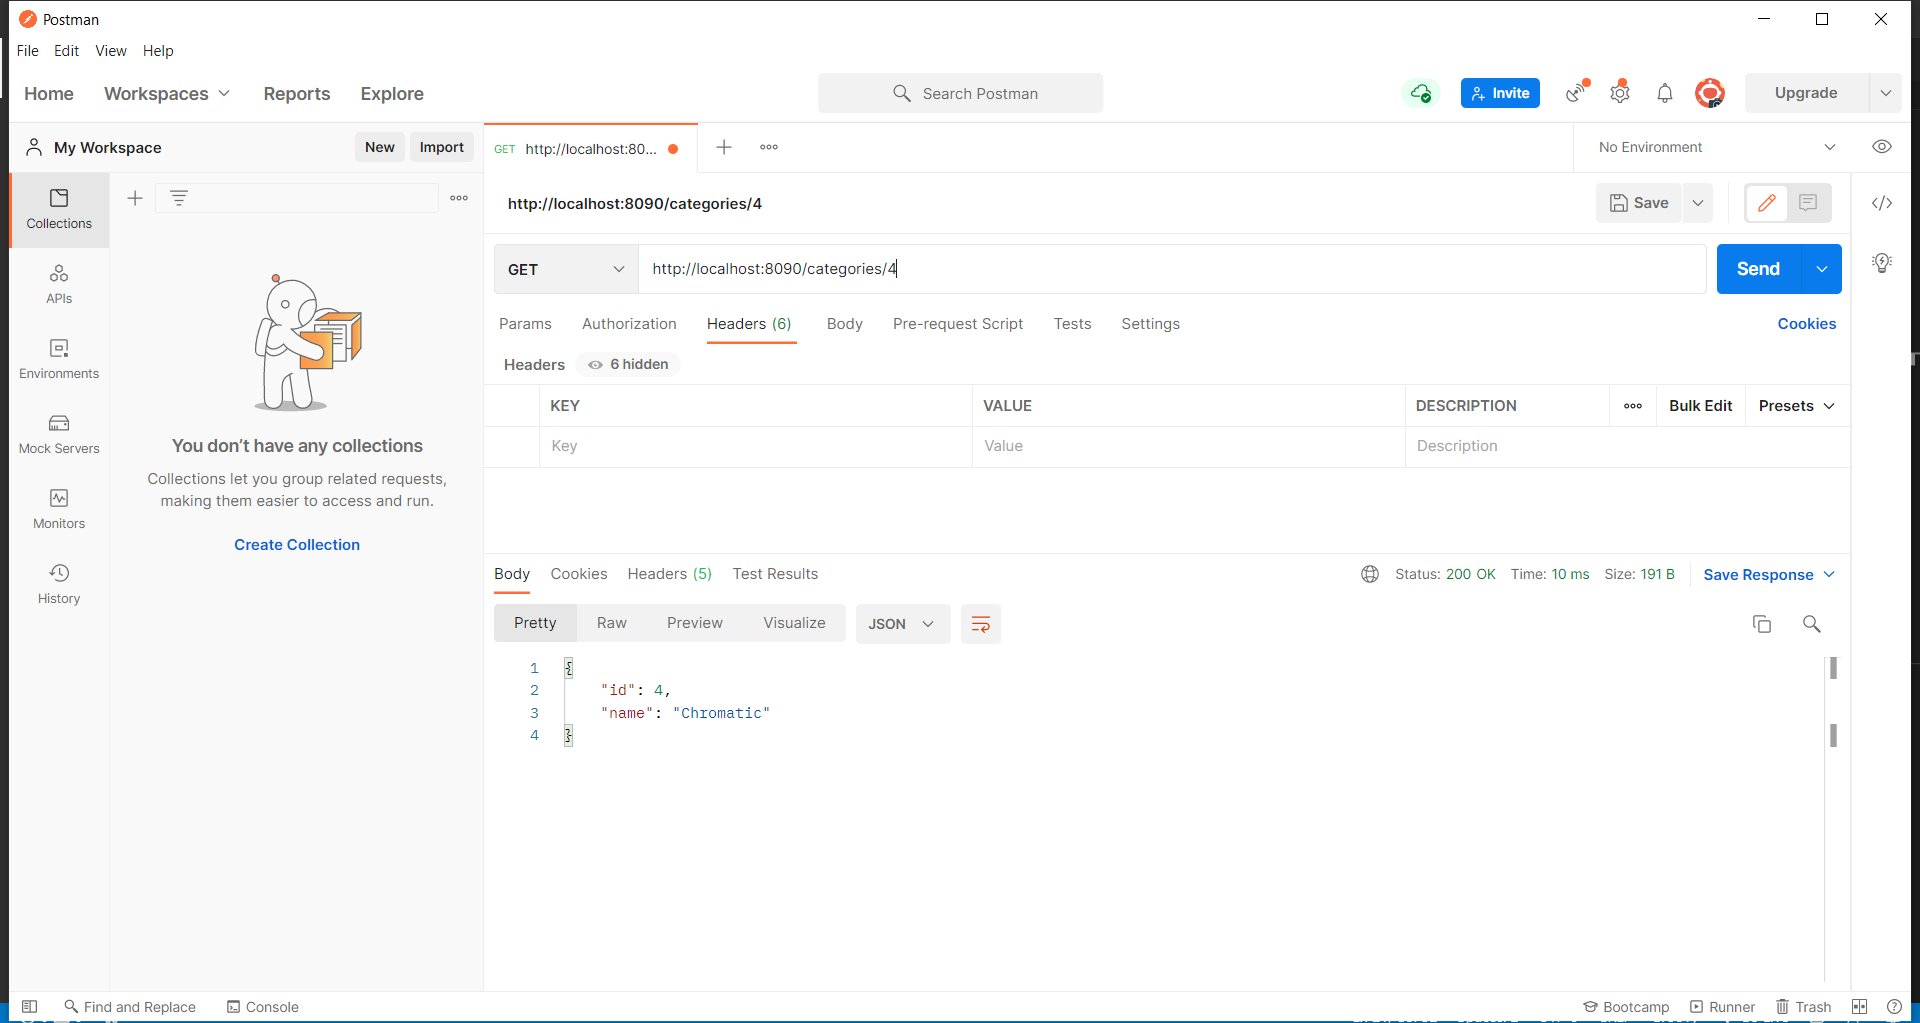 Postman
File Edit View Help
Home Workspaces Reports Explore
Search Postman
Invite
Upgrade
My Workspace
New Import
GET http://localhost:80...
No Environment
Collections
APIs
Environments
Mock Servers
Monitors
History
You don’t have any collections
Collections let you group related requests,
making them easier to access and run.
Create Collection
http://localhost:8090/categories/4
Save
GET http://localhost:8090/categories/4
Send
Params Authorization Headers (6) Body Pre-request Script Tests Settings
Cookies
Headers 6 hidden
KEY VALUE DESCRIPTION Bulk Edit Presets
Key Value Description
Body Cookies Headers (5) Test Results
Status: 200 OK Time: 10 ms Size: 191 B Save Response
Pretty Raw Preview Visualize JSON
1 {
2 "id": 4,
3 "name": "Chromatic"
4 }
Find and Replace Console
Bootcamp Runner Trash